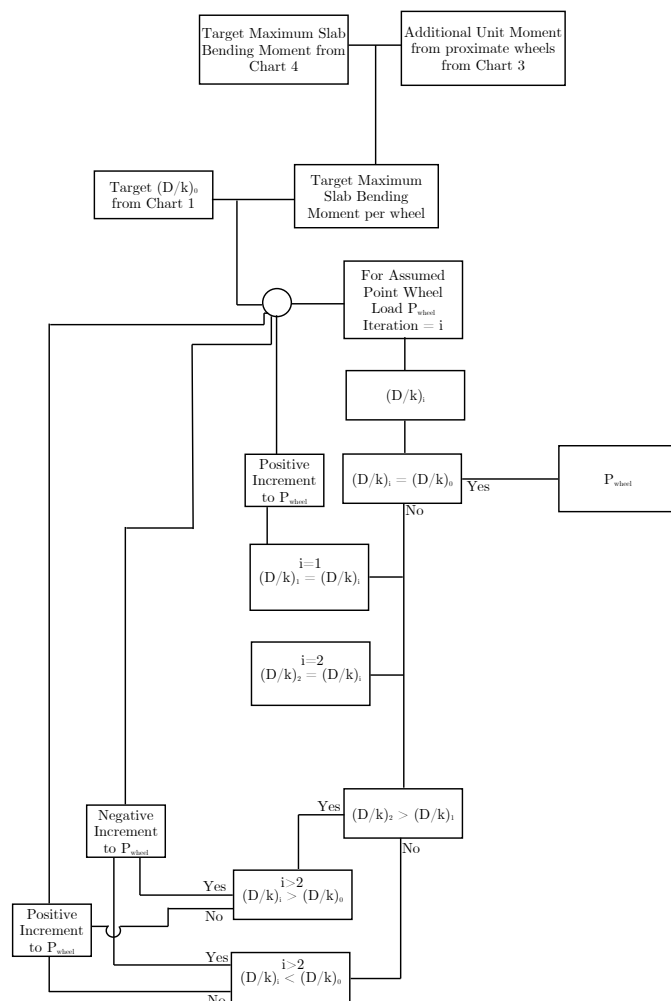 Target Maximum Slab
Bending Moment from
Chart 4
Additional Unit Moment
from proximate wheels
from Chart 3
Target (D/k)₀
from Chart 1
Target Maximum
Slab Bending
Moment per wheel
For Assumed
Point Wheel
Load P_wheel
Iteration = i
(D/k)ᵢ
Positive
Increment
to P_wheel
(D/k)ᵢ = (D/k)₀
Yes
P_wheel
No
i=1
(D/k)₁ = (D/k)ᵢ
i=2
(D/k)₂ = (D/k)ᵢ
Yes
(D/k)₂ > (D/k)₁
No
Negative
Increment
to P_wheel
Yes
i>2
(D/k)ᵢ > (D/k)₀
No
Positive
Increment
to P_wheel
Yes
i>2
(D/k)ᵢ < (D/k)₀
No